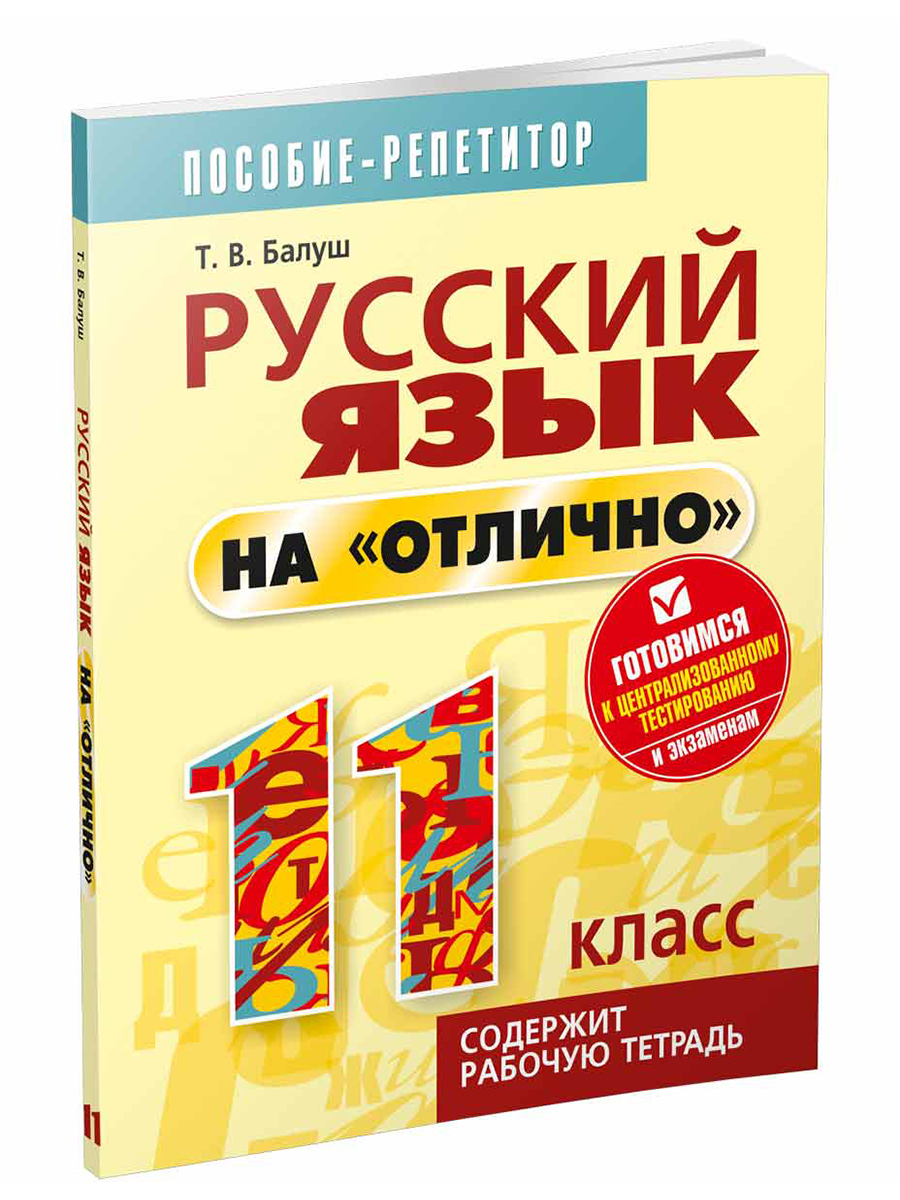 ПОСОБИЕ-РЕПЕТИТОР
Т. В. Балуш
РУССКИЙ
ЯЗЫК
НА «ОТЛИЧНО»
ГОТОВИМСЯ
К ЦЕНТРАЛИЗОВАННОМУ
ТЕСТИРОВАНИЮ
И ЭКЗАМЕНАМ
11
класс
СОДЕРЖИТ
РАБОЧУЮ ТЕТРАДЬ
Т. В. Балуш РУССКИЙ ЯЗЫК НА «ОТЛИЧНО» 11